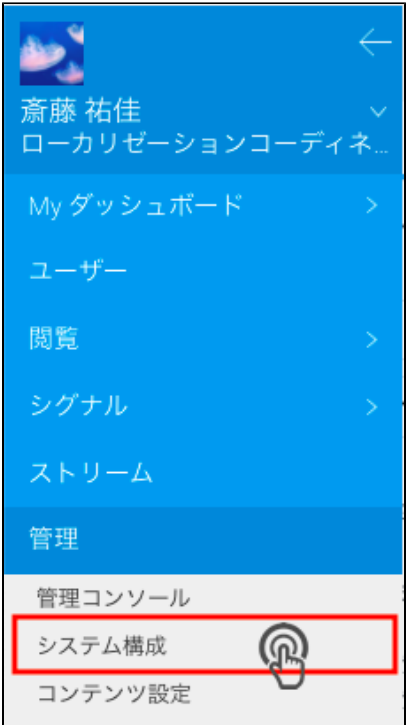 斎藤 祐佳
ローカリゼーションコーディネ...
My ダッシュボード
ユーザー
閲覧
シグナル
ストリーム
管理
管理コンソール
システム構成
コンテンツ設定